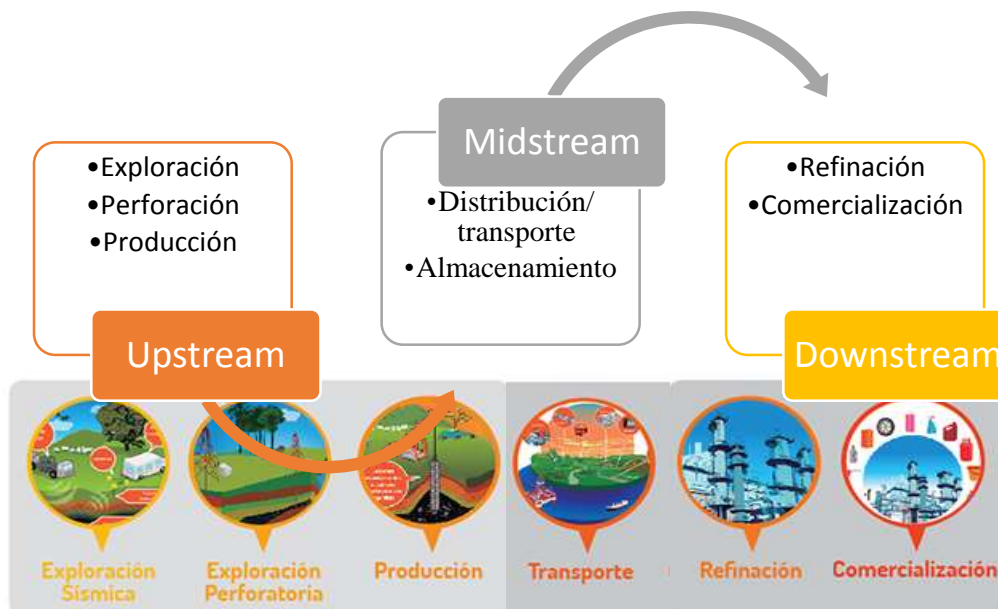 •Exploración
•Perforación
•Producción
Upstream
Midstream
•Distribución/
transporte
•Almacenamiento
•Refinación
•Comercialización
Downstream
Exploración
Sísmica
Exploración
Perforatoria
Producción
Transporte
Refinación
Comercialización